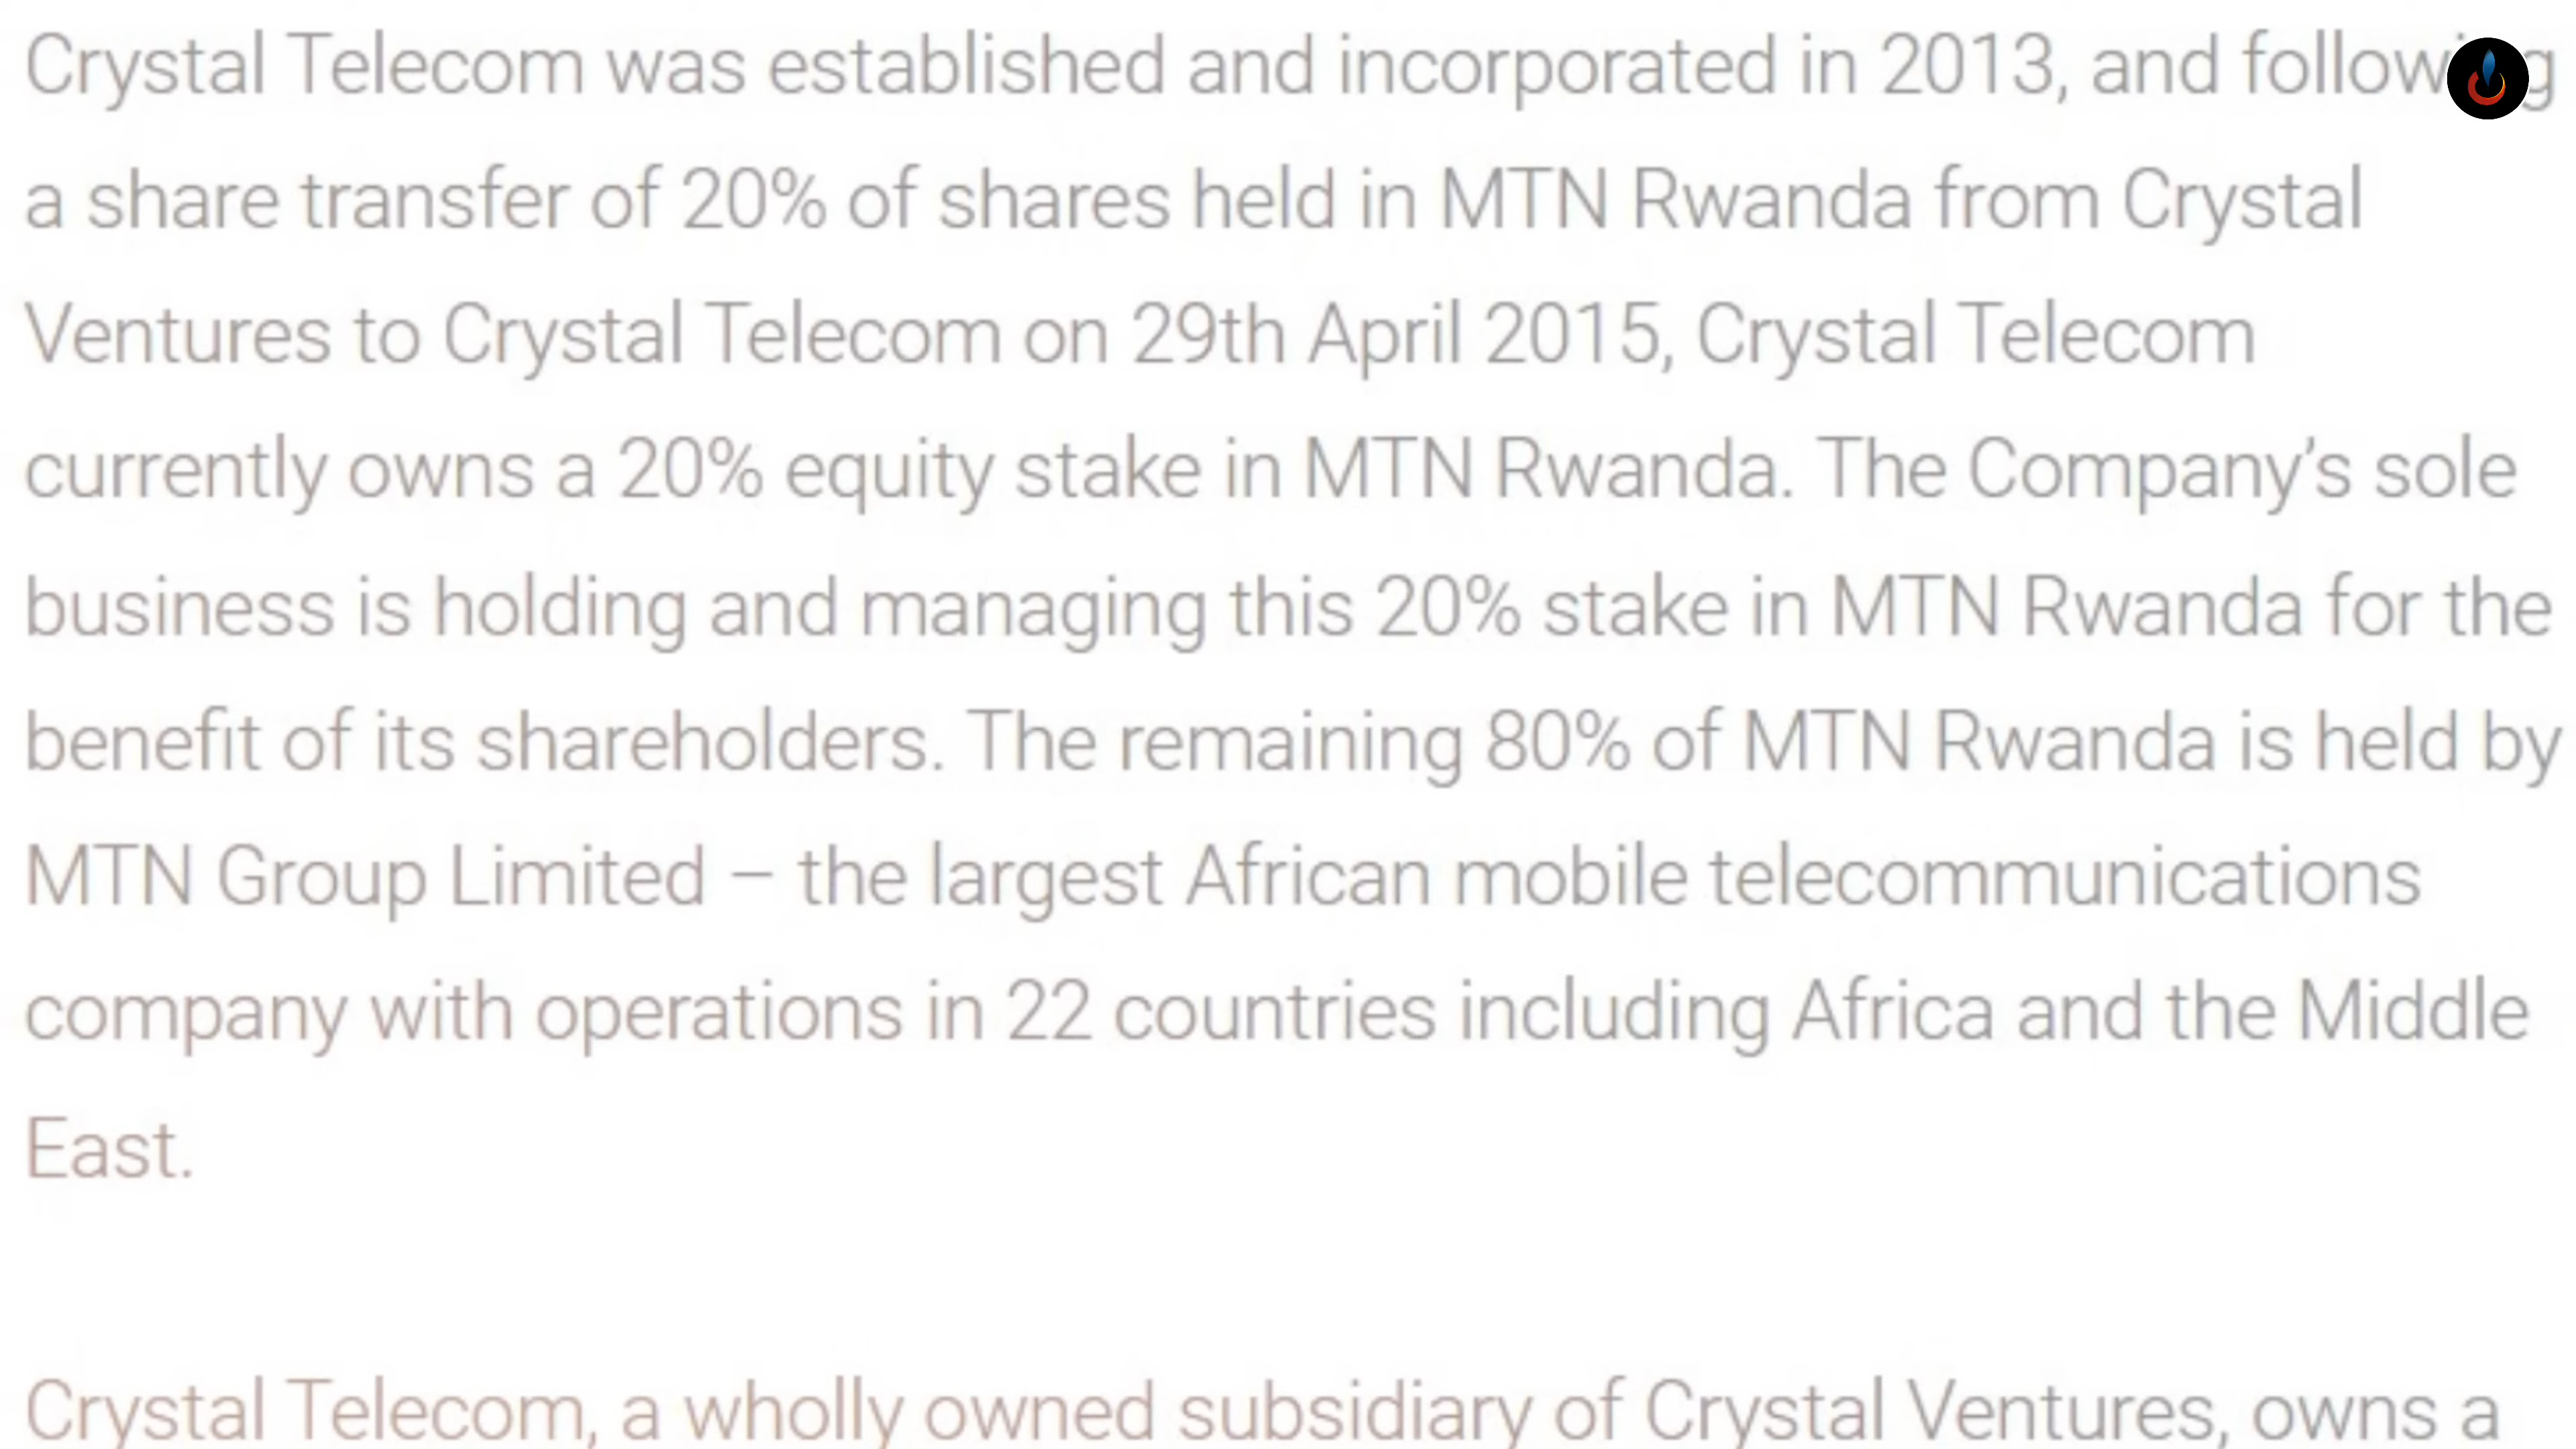 Crystal Telecom was established and incorporated in 2013, and following
a share transfer of 20% of shares held in MTN Rwanda from Crystal
Ventures to Crystal Telecom on 29th April 2015, Crystal Telecom
currently owns a 20% equity stake in MTN Rwanda. The Company’s sole
business is holding and managing this 20% stake in MTN Rwanda for the
benefit of its shareholders. The remaining 80% of MTN Rwanda is held by
MTN Group Limited – the largest African mobile telecommunications
company with operations in 22 countries including Africa and the Middle
East.
Crystal Telecom, a wholly owned subsidiary of Crystal Ventures, owns a